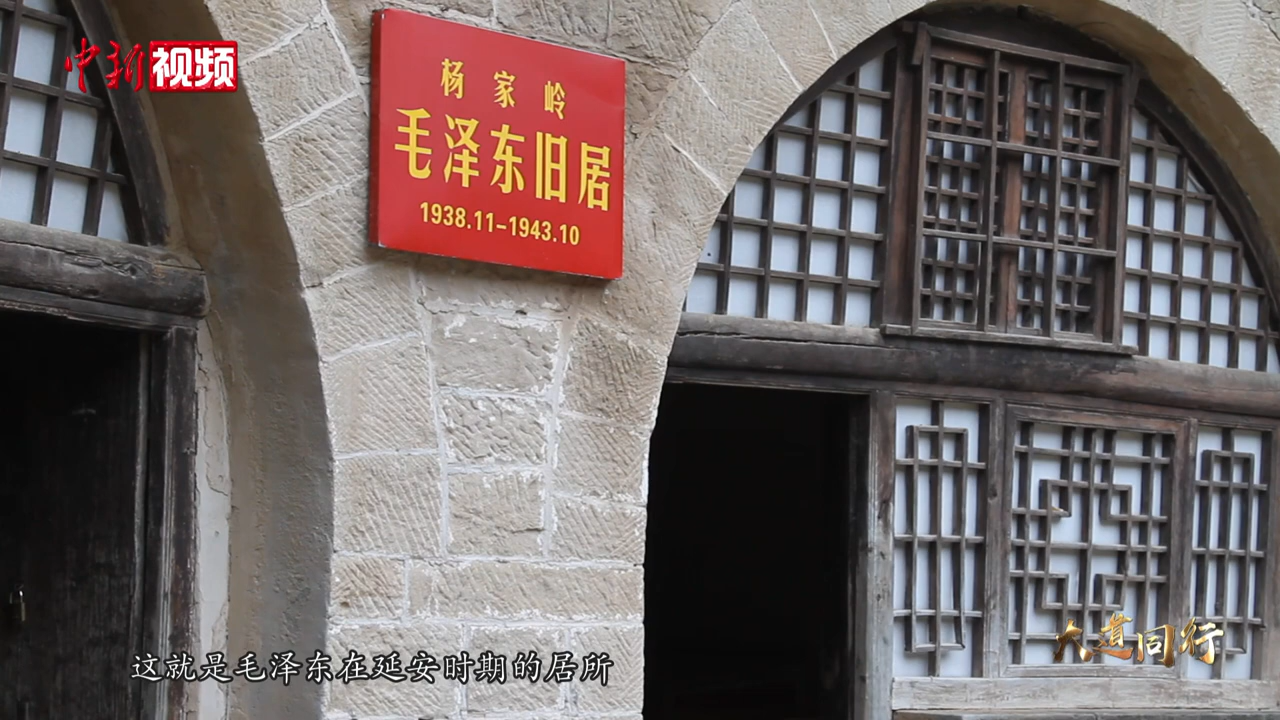 中新视频
杨家岭
毛泽东旧居
1938.11-1943.10
这就是毛泽东在延安时期的居所
大道同行